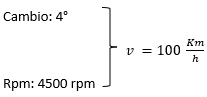 Cambio: 4°
v = 100 Km/h
Rpm: 4500 rpm